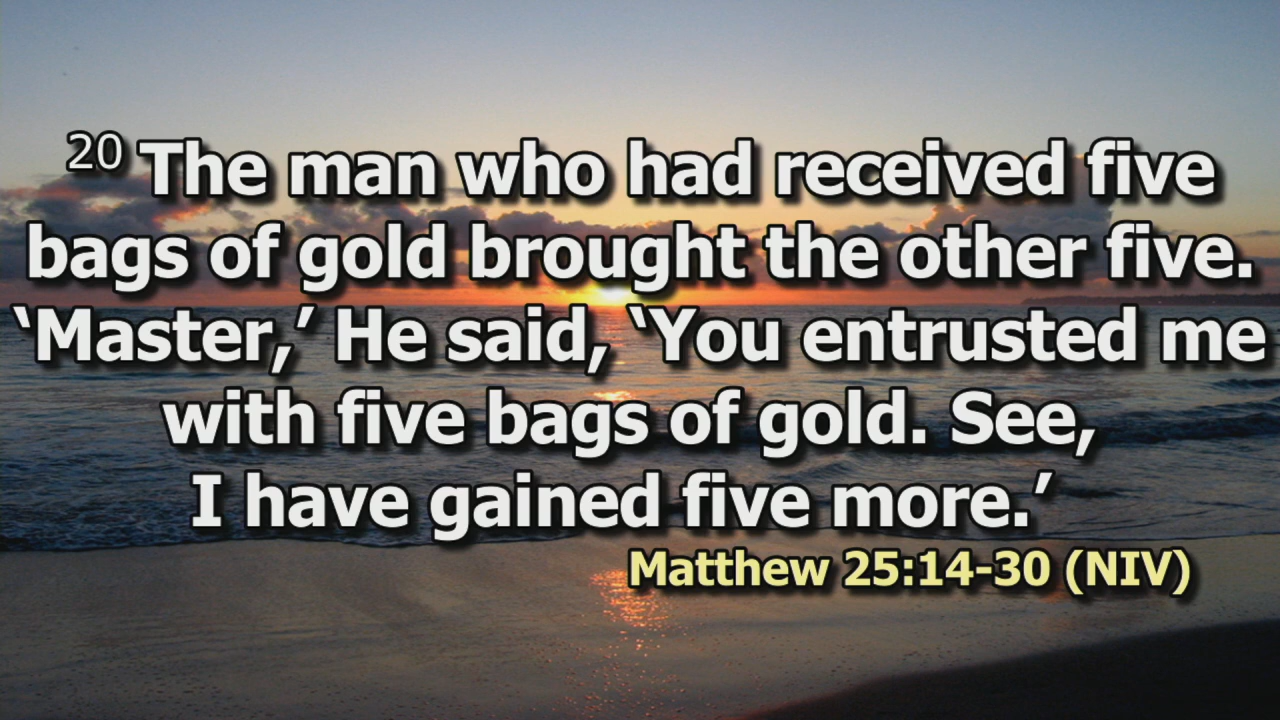 20 The man who had received five
bags of gold brought the other five.
‘Master,’ He said, ‘You entrusted me
with five bags of gold. See,
I have gained five more.’
Matthew 25:14-30 (NIV)